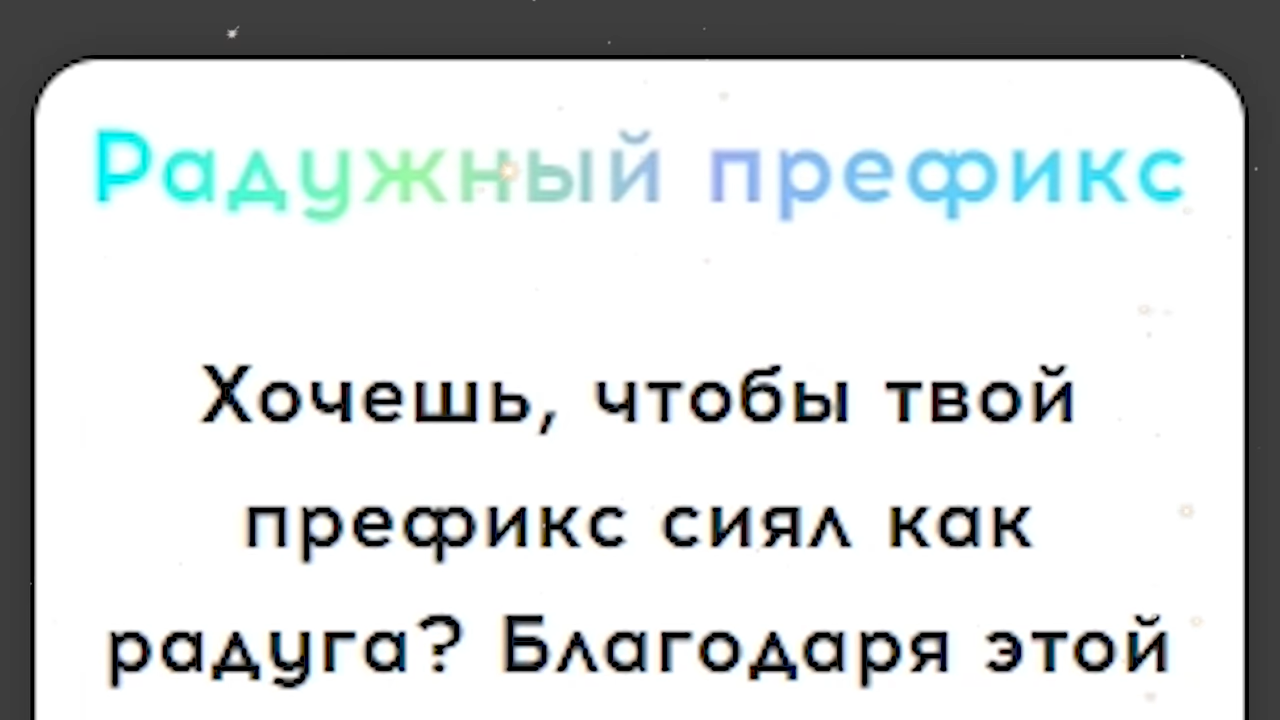 Радужный префикс
Хочешь, чтобы твой
префикс сиял как
радуга? Благодаря этой